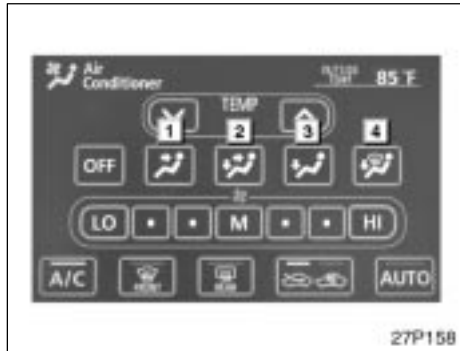 Air
Conditioner
OUTSIDE
TEMP
85°F
TEMP
1 2 3 4
OFF
LO M HI
A/C FRONT REAR AUTO
27P158